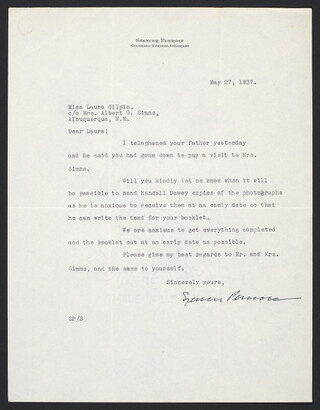 SPENCER PENROSE
COLORADO SPRINGS, COLORADO
May 27, 1937.
Miss Laura Gilpin,
c/o Mrs. Albert G. Simms,
Albuquerque, N.M.
Dear Laura:
I telephoned your father yesterday
and he said you had gone down to pay a visit to Mrs.
Simms.
Will you kindly let me know when it will
be possible to send Randall Davey copies of the photographs
as he is anxious to receive them at an early date so that
he can write the text for your booklet.
We are anxious to get everything completed
and the booklet out at an early date as possible.
Please give my best regards to Mr. and Mrs.
Simms, and the same to yourself.
Sincerely yours,
Spencer Penrose
SP/B